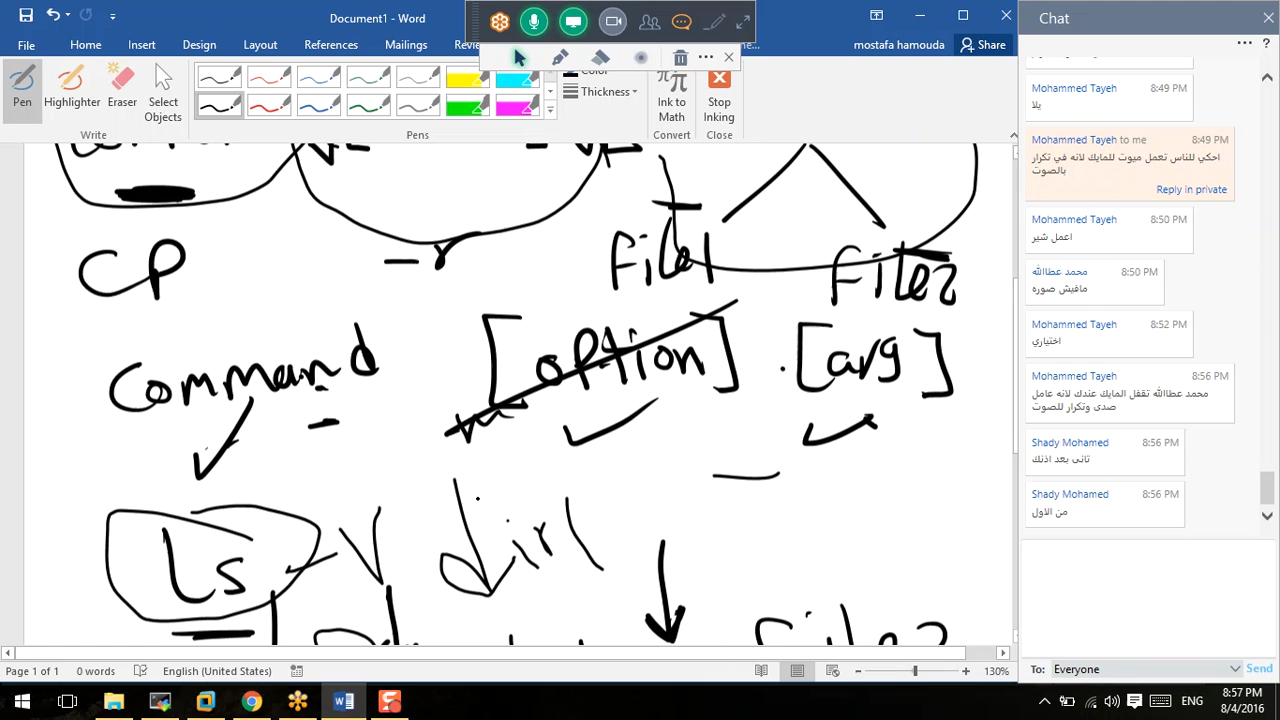 Document1 - Word
mostafa hamouda
Share
File
Home
Insert
Design
Layout
References
Mailings
Pen
Highlighter
Eraser
Select Objects
Color
Thickness
Ink to Math
Stop Inking
Write
Pens
Convert
Close
CP -r File1 File2
Command [option] . [arg]
Ls -V dir1
File2
Page 1 of 1
0 words
English (United States)
130%
Chat
Mohammed Tayeh 8:49 PM
يلا
Mohammed Tayeh to me 8:49 PM
احكي للناس تعمل ميوت للمايك لانه في تكرار
بالصوت
Reply in private
Mohammed Tayeh 8:50 PM
اعمل شير
محمد عطاالله 8:50 PM
مافيش صوره
Mohammed Tayeh 8:52 PM
اختياري
Mohammed Tayeh 8:56 PM
محمد عطاالله تقفل المايك عندك لانه عامل
صدى وتكرار للصوت
Shady Mohamed 8:56 PM
تانى بعد اذنك
Shady Mohamed 8:56 PM
من الاول
To: Everyone Send
ENG
8:57 PM
8/4/2016